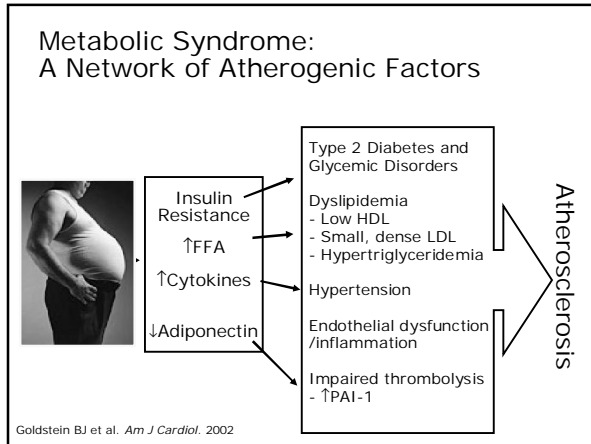 Metabolic Syndrome:
A Network of Atherogenic Factors
Insulin
Resistance
↑FFA
↑Cytokines
↓Adiponectin
Type 2 Diabetes and
Glycemic Disorders
Dyslipidemia
- Low HDL
- Small, dense LDL
- Hypertriglyceridemia
Hypertension
Endothelial dysfunction
/inflammation
Impaired thrombolysis
- ↑PAI-1
Atherosclerosis
Goldstein BJ et al. Am J Cardiol. 2002